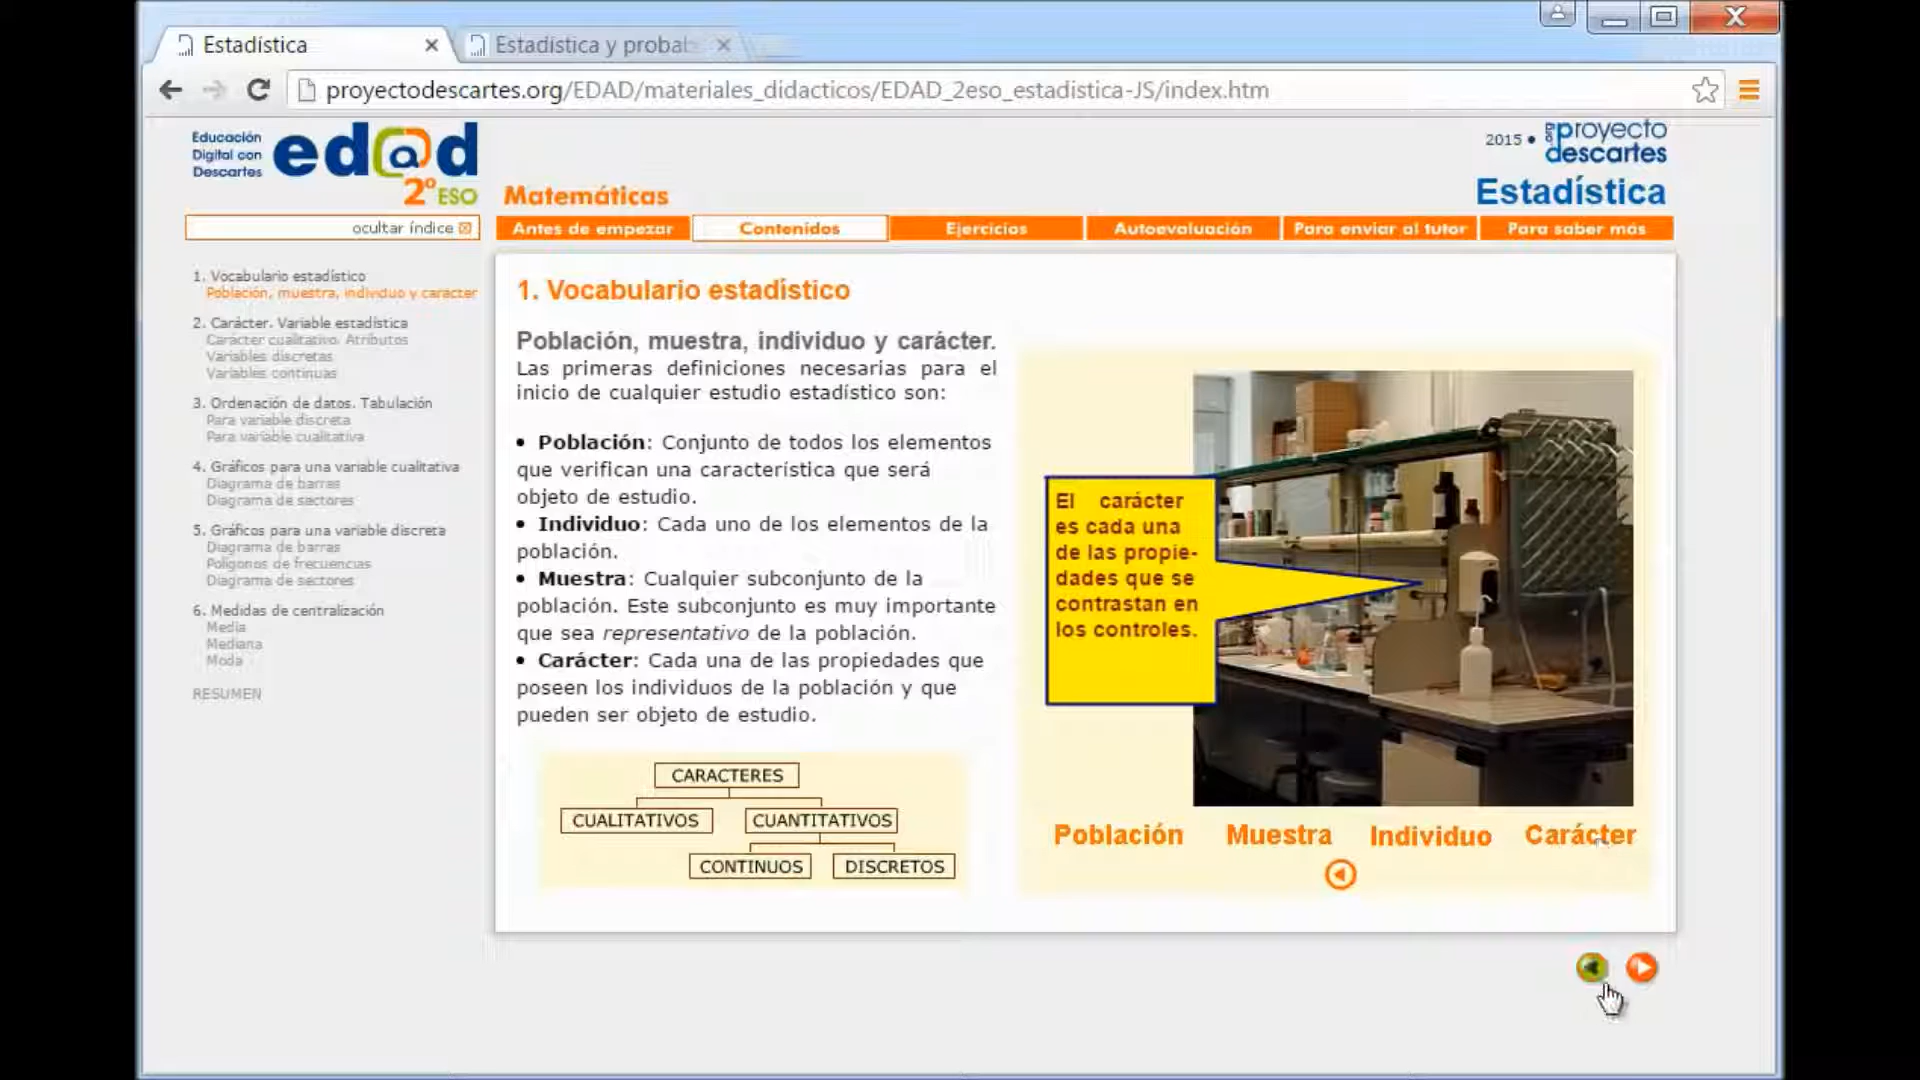 Estadística
Estadística y probab
proyectodescartes.org/EDAD/materiales_didacticos/EDAD_2eso_estadistica-JS/index.htm
Educación
Digital con
Descartes
ed@d
2º ESO
Matemáticas
2015 • proyecto
.org
descartes
Estadística
ocultar índice
Antes de empezar
Contenidos
Ejercicios
Autoevaluación
Para enviar al tutor
Para saber más
1. Vocabulario estadístico
Población, muestra, individuo y carácter
2. Carácter. Variable estadística
Carácter cualitativo. Atributos
Variables discretas
Variables continuas
3. Ordenación de datos. Tabulación
Para variable discreta
Para variable cualitativa
4. Gráficos para una variable cualitativa
Diagrama de barras
Diagrama de sectores
5. Gráficos para una variable discreta
Diagrama de barras
Polígonos de frecuencias
Diagrama de sectores
6. Medidas de centralización
Media
Mediana
Moda
RESUMEN
1. Vocabulario estadístico
Población, muestra, individuo y carácter.
Las primeras definiciones necesarias para el
inicio de cualquier estudio estadístico son:
• Población: Conjunto de todos los elementos
que verifican una característica que será
objeto de estudio.
• Individuo: Cada uno de los elementos de la
población.
• Muestra: Cualquier subconjunto de la
población. Este subconjunto es muy importante
que sea representativo de la población.
• Carácter: Cada una de las propiedades que
poseen los individuos de la población y que
pueden ser objeto de estudio.
CARACTERES
CUALITATIVOS
CUANTITATIVOS
CONTINUOS
DISCRETOS
El carácter
es cada una
de las propie-
dades que se
contrastan en
los controles.
Población
Muestra
Individuo
Carácter